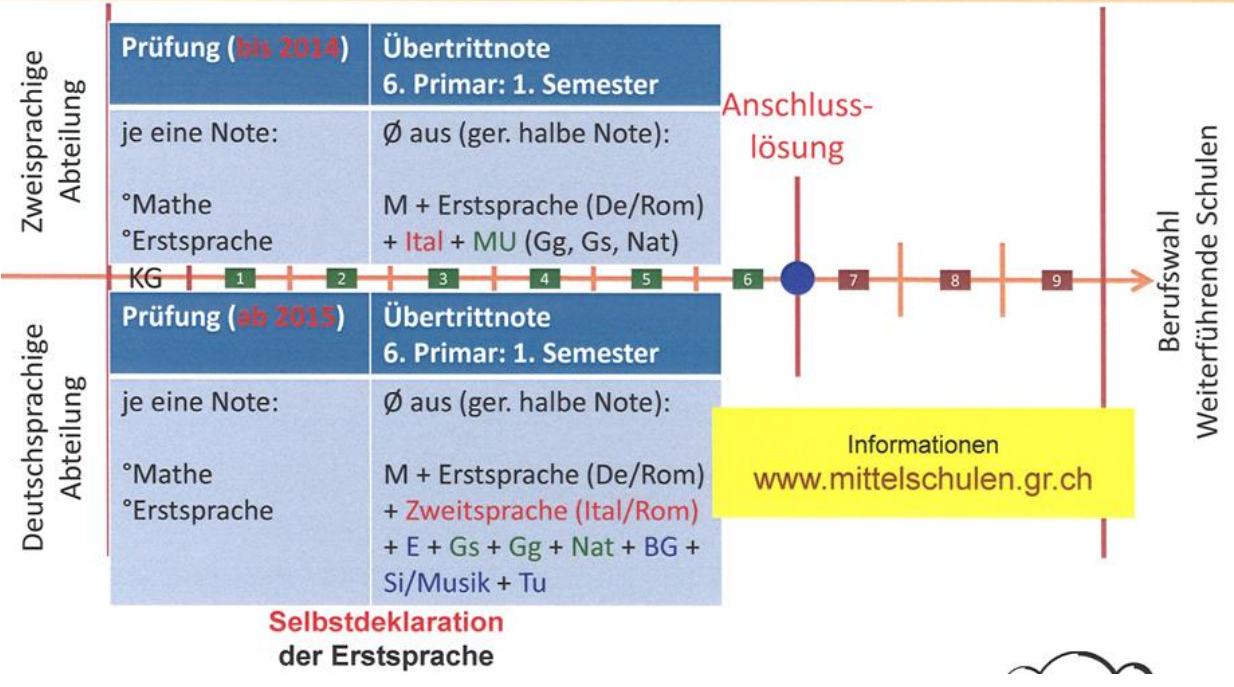 Zweisprachige
Abteilung
Prüfung (bis 2014)
Übertrittnote
6. Primar: 1. Semester
je eine Note:
°Mathe
°Erstsprache
Ø aus (ger. halbe Note):
M + Erstsprache (De/Rom)
+ Ital + MU (Gg, Gs, Nat)
Anschluss-
lösung
KG 1 2 3 4 5 6 7 8 9
Berufswahl
Weiterführende Schulen
Deutschsprachige
Abteilung
Prüfung (ab 2015)
Übertrittnote
6. Primar: 1. Semester
je eine Note:
°Mathe
°Erstsprache
Ø aus (ger. halbe Note):
M + Erstsprache (De/Rom)
+ Zweitsprache (Ital/Rom)
+ E + Gs + Gg + Nat + BG +
Si/Musik + Tu
Informationen
www.mittelschulen.gr.ch
Selbstdeklaration
der Erstsprache